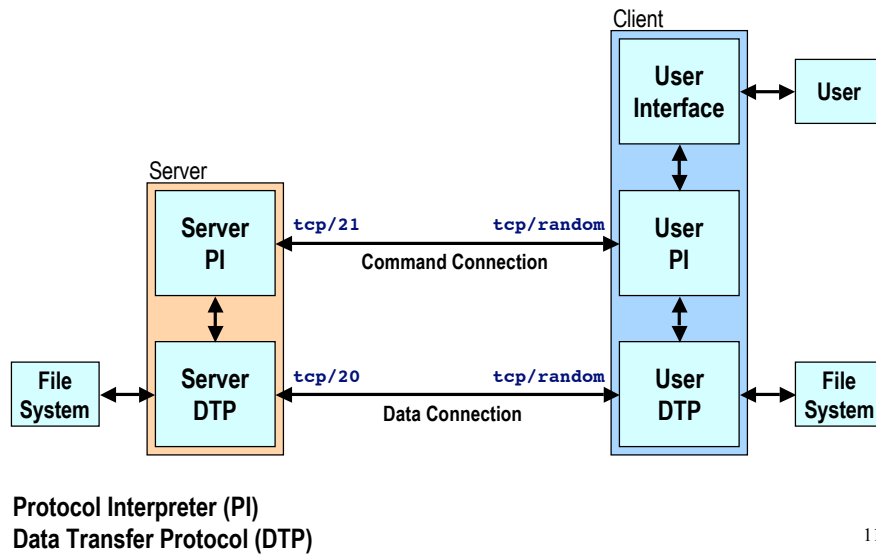 Client
User
Interface
User
Server
Server
PI
tcp/21
tcp/random
Command Connection
User
PI
File
System
Server
DTP
tcp/20
tcp/random
Data Connection
User
DTP
File
System
Protocol Interpreter (PI)
Data Transfer Protocol (DTP)